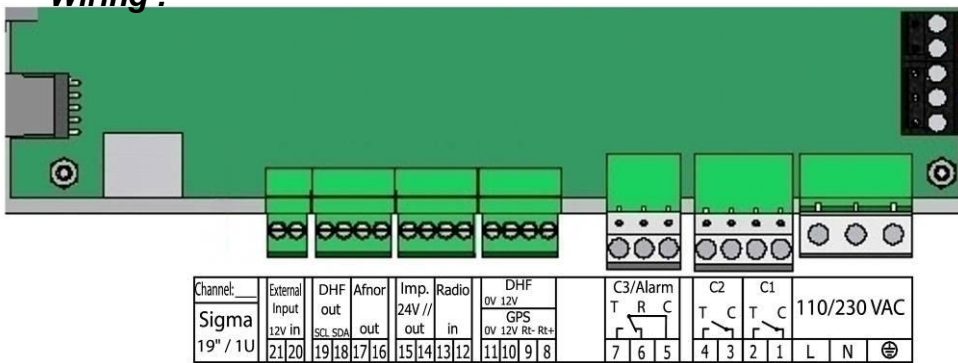 Wiring :
Channel:____ External DHF Afnor Imp. Radio DHF C3/Alarm C2 C1 110/230 VAC
Input out 24V // 0V 12V T R C T C T C
Sigma GPS
12V in SCL SDA out out in 0V 12V Rt- Rt+
19" / 1U 21 20 19 18 17 16 15 14 13 12 11 10 9 8 7 6 5 4 3 2 1 L N